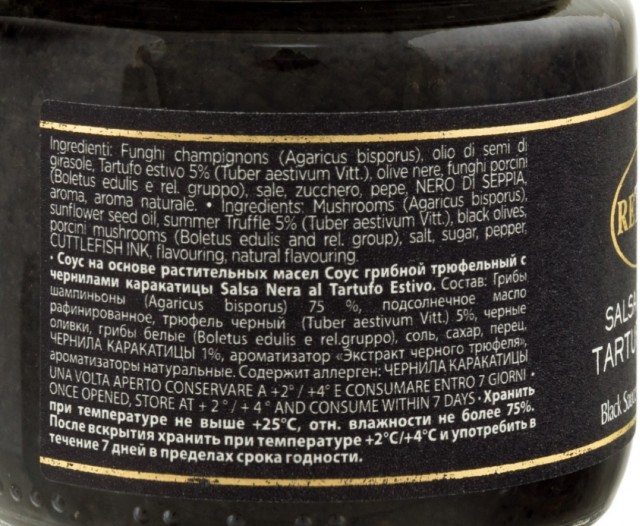 Ingredienti: Funghi champignons (Agaricus bisporus), olio di semi di
girasole, Tartufo estivo 5% (Tuber aestivum Vitt.), olive nere, funghi porcini
(Boletus edulis e rel. gruppo), sale, zucchero, pepe, NERO DI SEPPIA,
aroma, aroma naturale. • Ingredients: Mushrooms (Agaricus bisporus),
sunflower seed oil, summer Truffle 5% (Tuber aestivum Vitt.), black olives,
porcini mushrooms (Boletus edulis and rel. group), salt, sugar, pepper,
CUTTLEFISH INK, flavouring, natural flavouring.
· Соус на основе растительных масел Соус грибной трюфельный с
чернилами каракатицы Salsa Nera al Tartufo Estivo. Состав: Грибы
шампиньоны (Agaricus bisporus) 75 %, подсолнечное масло
рафинированное, трюфель черный (Tuber aestivum Vitt.) 5%, черные
оливки, грибы белые (Boletus edulis e rel.gruppo), соль, сахар, перец,
ЧЕРНИЛА КАРАКАТИЦЫ 1%, ароматизатор «Экстракт черного трюфеля»,
ароматизаторы натуральные. Содержит аллерген: ЧЕРНИЛА КАРАКАТИЦЫ
UNA VOLTA APERTO CONSERVARE A +2° / +4° E CONSUMARE ENTRO 7 GIORNI •
ONCE OPENED, STORE AT + 2 ° / + 4 ° AND CONSUME WITHIN 7 DAYS · Хранить
при температуре не выше +25°C, отн. влажности не более 75%.
После вскрытия хранить при температуре +2°C/+4°C и употребить в
течение 7 дней в пределах срока годности.
RE
SALSA
TARTU
Black